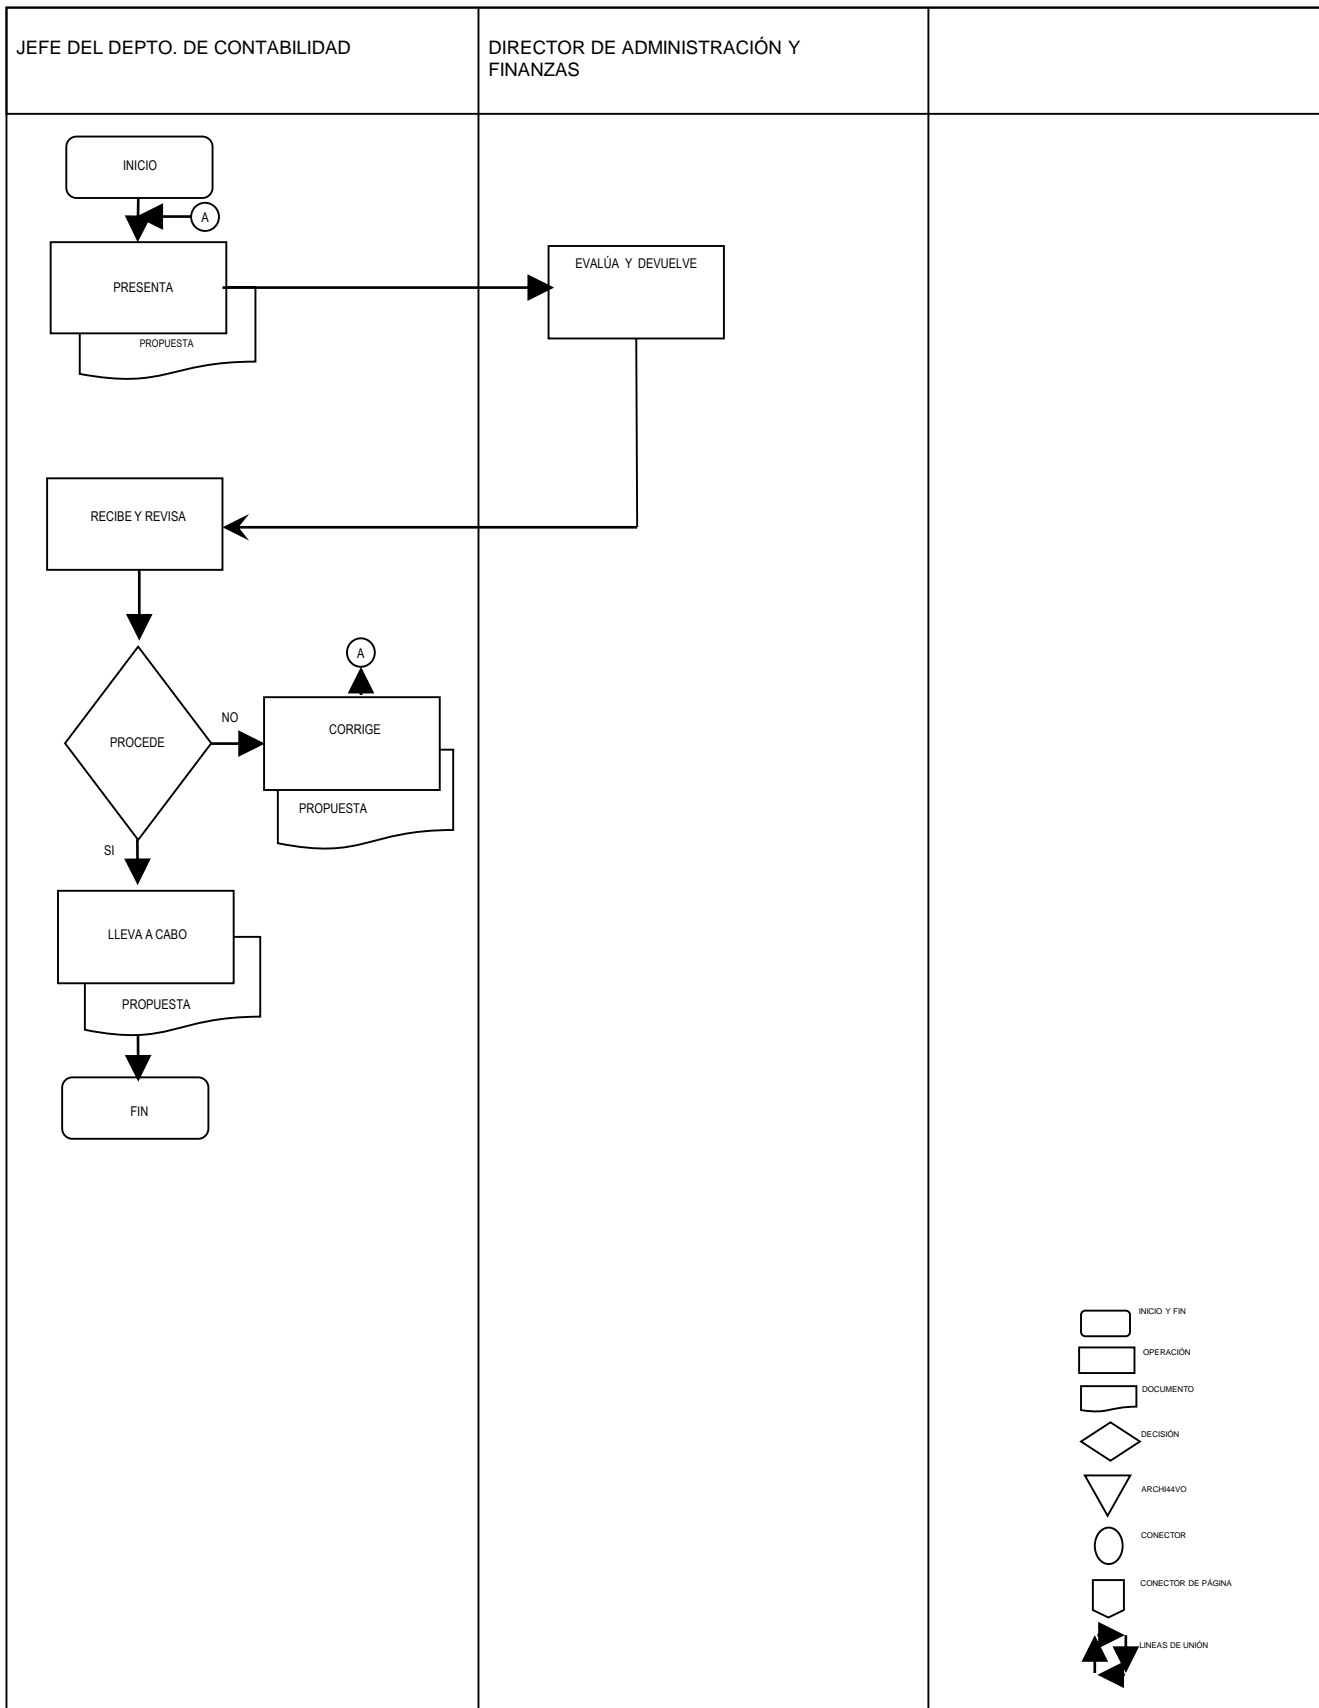 JEFE DEL DEPTO. DE CONTABILIDAD
DIRECTOR DE ADMINISTRACIÓN Y
FINANZAS
INICIO
A
PRESENTA
PROPUESTA
EVALÚA Y DEVUELVE
RECIBE Y REVISA
A
PROCEDE
NO
CORRIGE
PROPUESTA
SI
LLEVA A CABO
PROPUESTA
FIN
INICIO Y FIN
OPERACIÓN
DOCUMENTO
DECISIÓN
ARCHI44VO
CONECTOR
CONECTOR DE PÁGINA
LINEAS DE UNIÓN